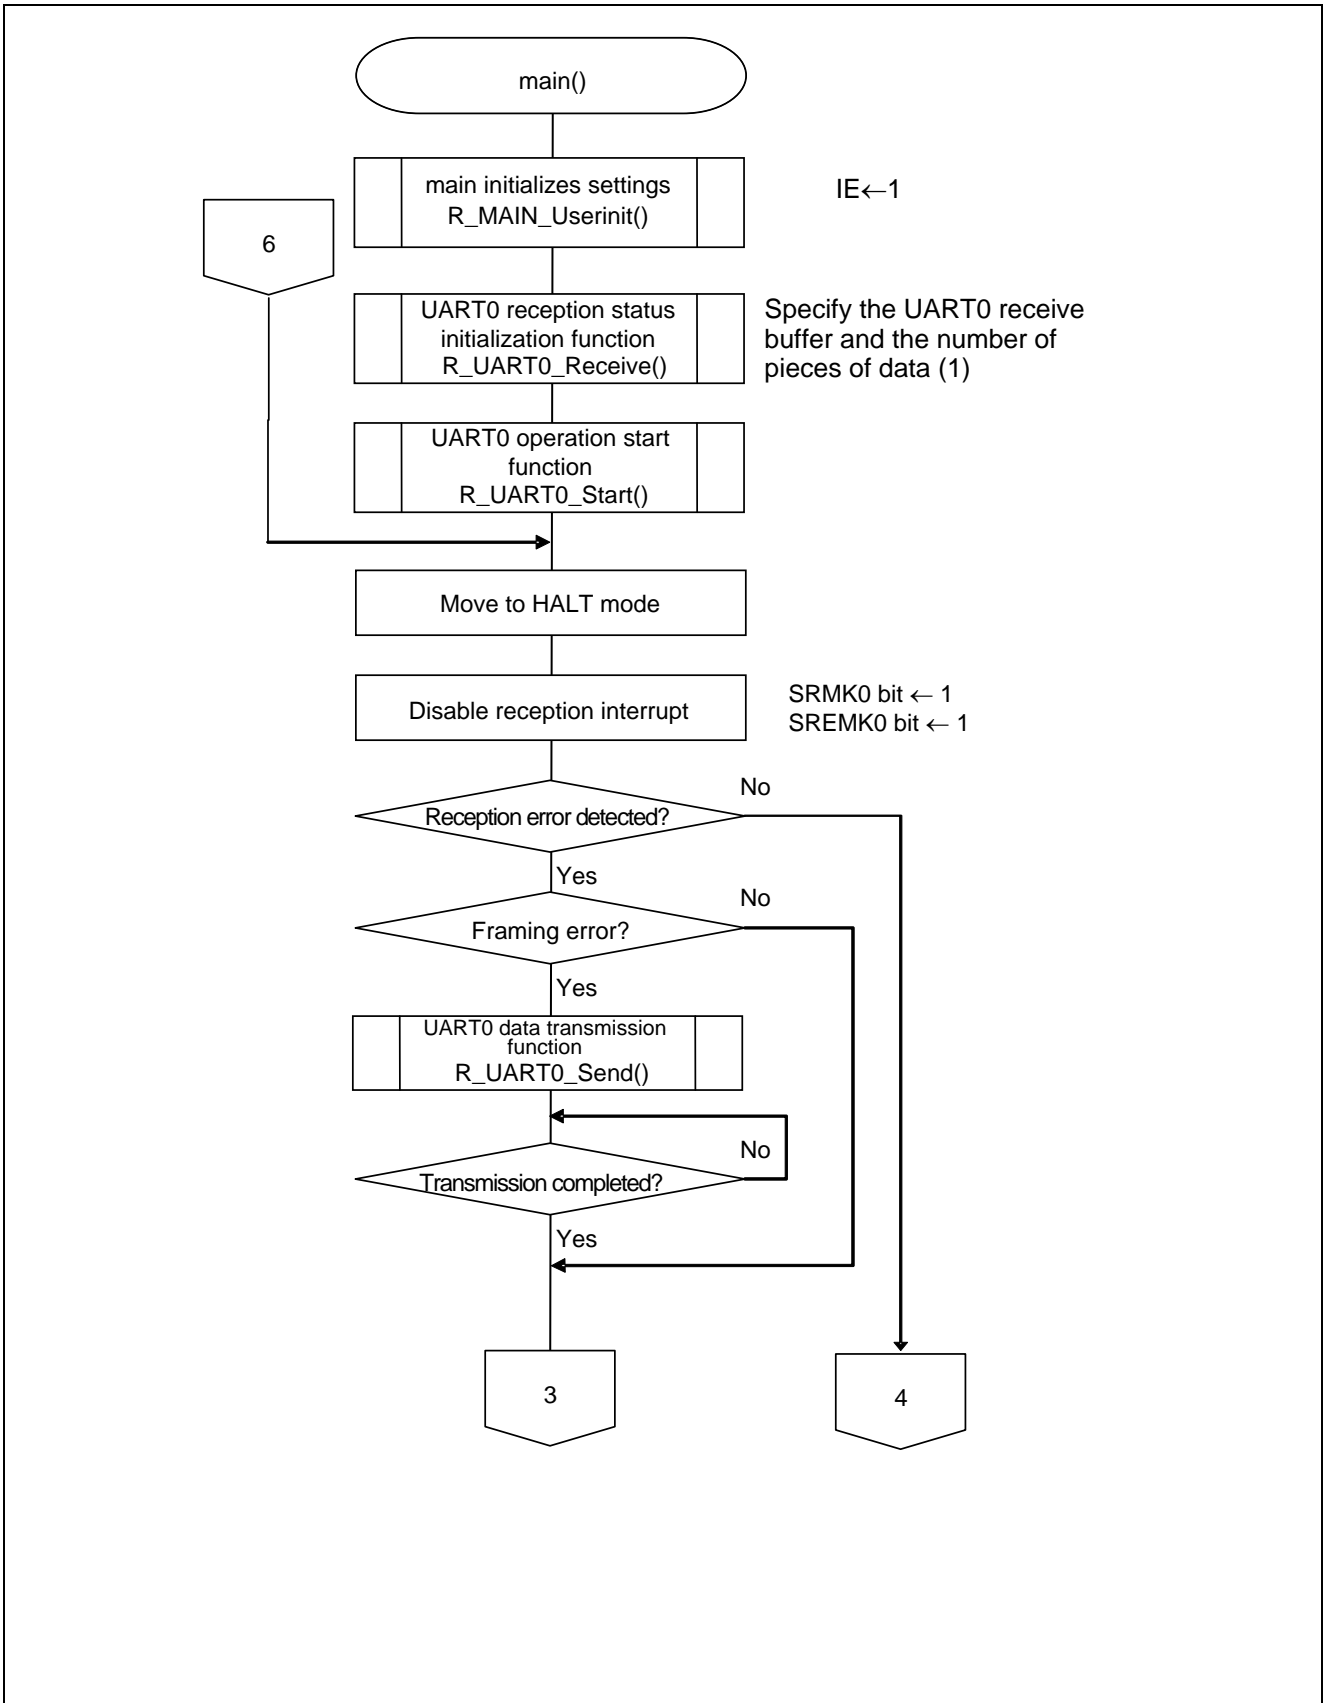 main()
main initializes settings
R_MAIN_Userinit()
IE←1
6
UART0 reception status
initialization function
R_UART0_Receive()
Specify the UART0 receive
buffer and the number of
pieces of data (1)
UART0 operation start
function
R_UART0_Start()
Move to HALT mode
Disable reception interrupt
SRMK0 bit ← 1
SREMK0 bit ← 1
No
Reception error detected?
Yes
No
Framing error?
Yes
UART0 data transmission
function
R_UART0_Send()
No
Transmission completed?
Yes
3
4